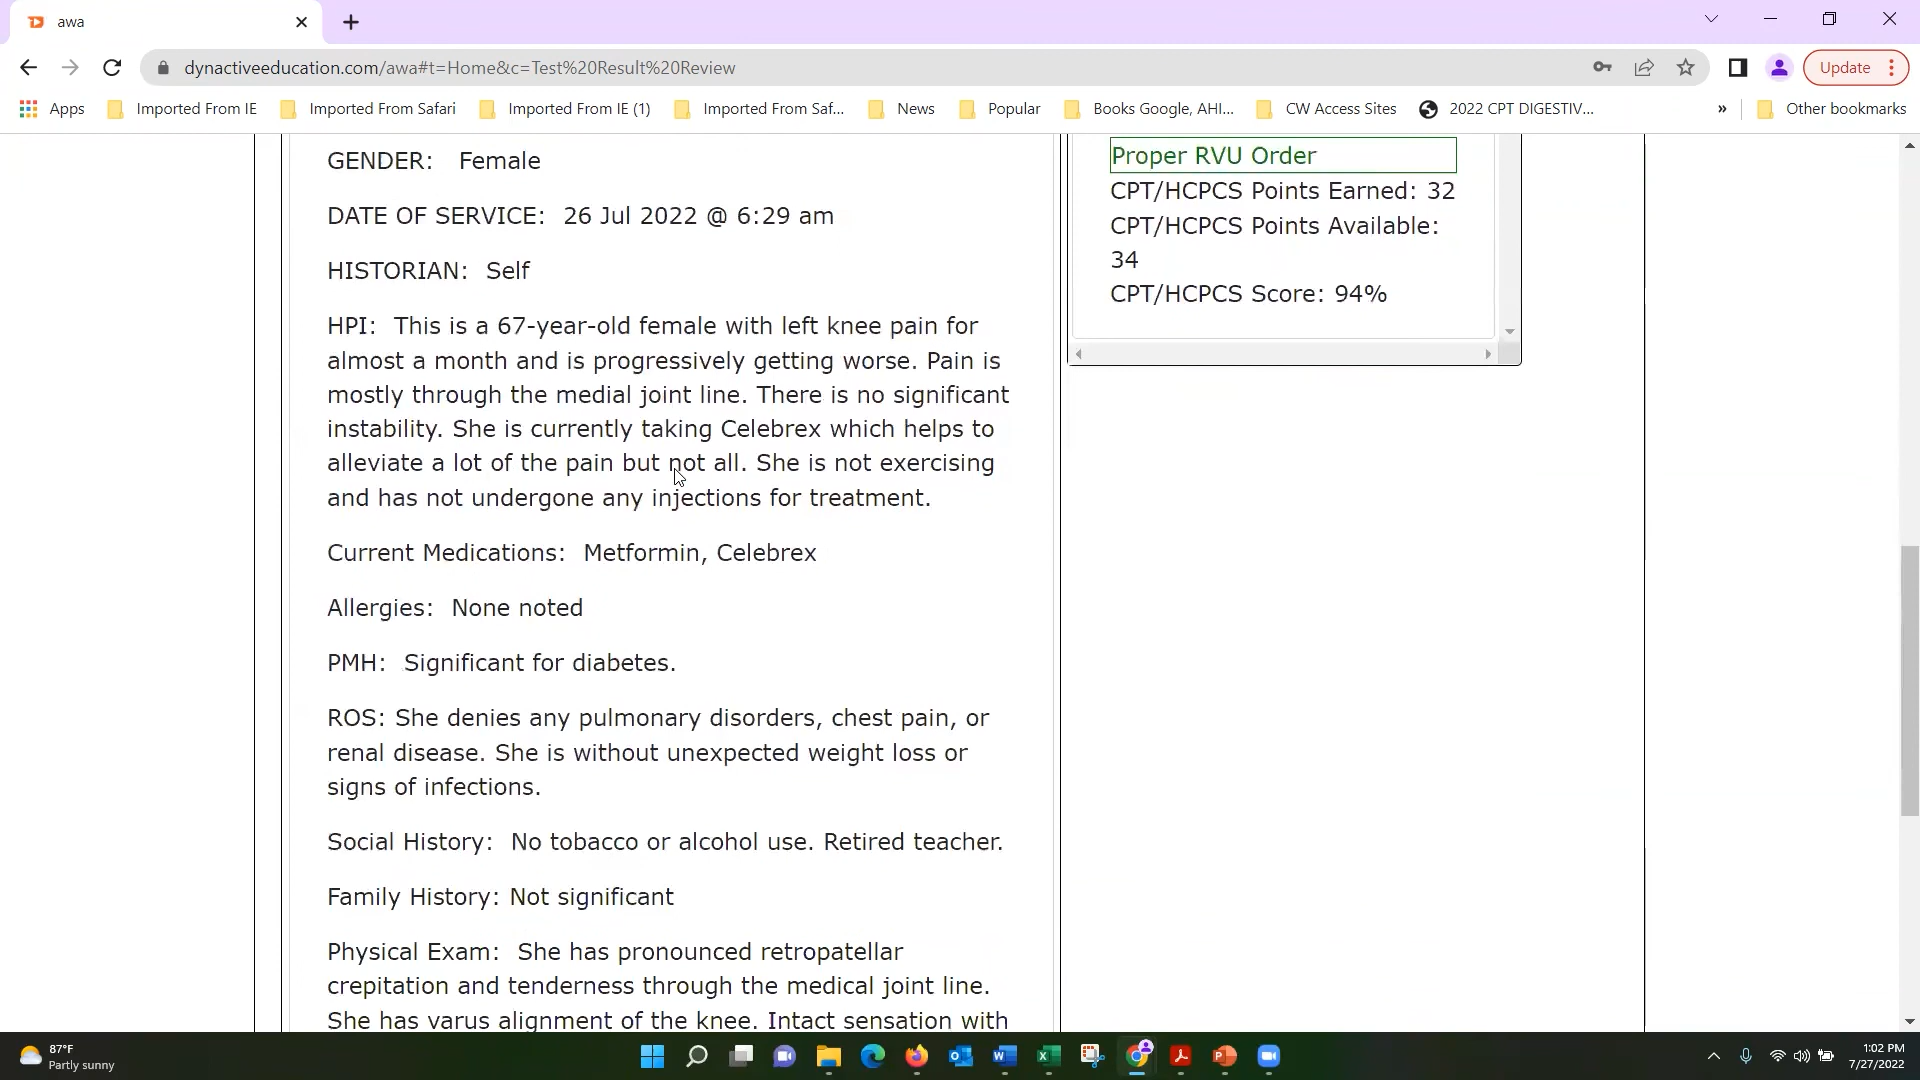 awa
dynactiveeducation.com/awa#t=Home&c=Test%20Result%20Review
Update
Apps
Imported From IE
Imported From Safari
Imported From IE (1)
Imported From Saf...
News
Popular
Books Google, AHI...
CW Access Sites
2022 CPT DIGESTIV...
»
Other bookmarks
GENDER: Female
DATE OF SERVICE: 26 Jul 2022 @ 6:29 am
HISTORIAN: Self
HPI: This is a 67-year-old female with left knee pain for
almost a month and is progressively getting worse. Pain is
mostly through the medial joint line. There is no significant
instability. She is currently taking Celebrex which helps to
alleviate a lot of the pain but not all. She is not exercising
and has not undergone any injections for treatment.
Current Medications: Metformin, Celebrex
Allergies: None noted
PMH: Significant for diabetes.
ROS: She denies any pulmonary disorders, chest pain, or
renal disease. She is without unexpected weight loss or
signs of infections.
Social History: No tobacco or alcohol use. Retired teacher.
Family History: Not significant
Physical Exam: She has pronounced retropatellar
crepitation and tenderness through the medical joint line.
She has varus alignment of the knee. Intact sensation with
Proper RVU Order
CPT/HCPCS Points Earned: 32
CPT/HCPCS Points Available:
34
CPT/HCPCS Score: 94%
87°F
Partly sunny
1:02 PM
7/27/2022